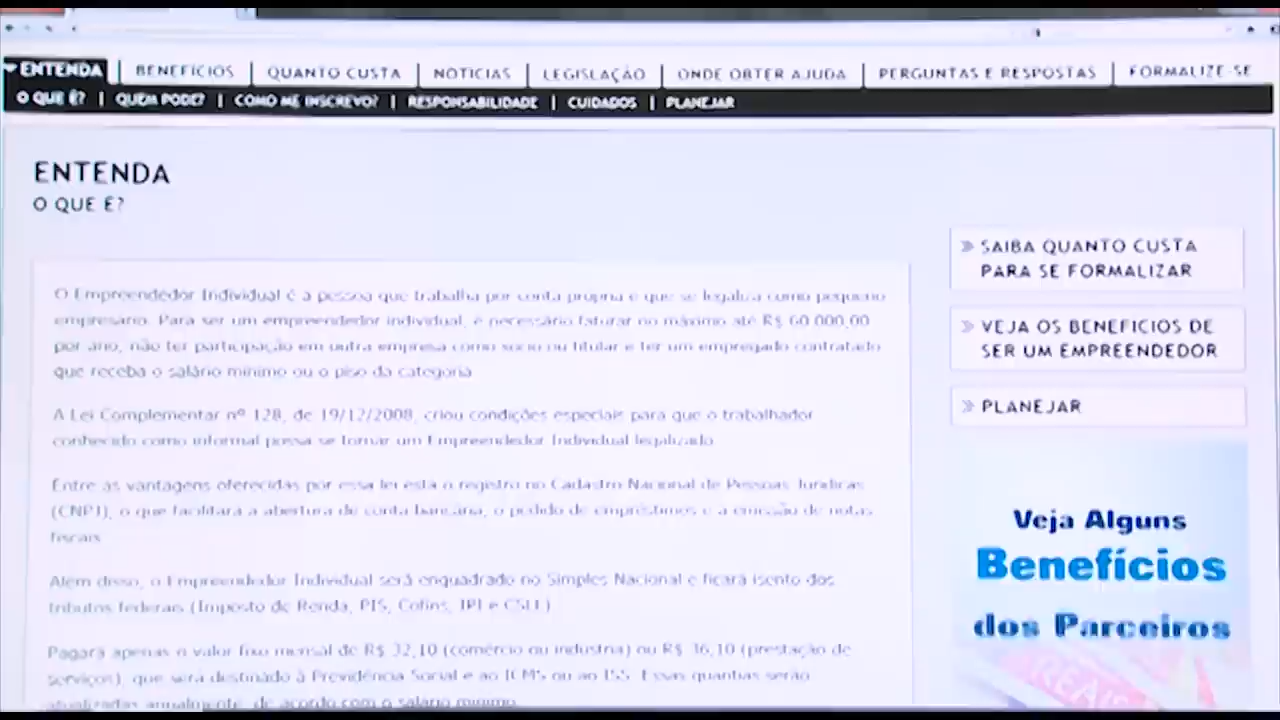 ENTENDA BENEFÍCIOS QUANTO CUSTA NOTICIAS LEGISLAÇÃO ONDE OBTER AJUDA PERGUNTAS E RESPOSTAS FORMALIZE-SE
O QUE É? | QUEM PODE? | COMO ME INSCREVO? | RESPONSABILIDADE | CUIDADOS | PLANEJAR
ENTENDA
O QUE É?
O Empreendedor Individual é a pessoa que trabalha por conta própria e que se legaliza como pequeno
empresário. Para ser um empreendedor individual, é necessário faturar no máximo até R$ 60.000,00
por ano, não ter participação em outra empresa como sócio ou titular e ter um empregado contratado
que receba o salário mínimo ou o piso da categoria
A Lei Complementar nº 128, de 19/12/2008, criou condições especiais para que o trabalhador
conhecido como informal possa se tornar um Empreendedor Individual legalizado
Entre as vantagens oferecidas por essa lei está o registro no Cadastro Nacional de Pessoas Jurídicas
(CNPJ), o que facilitará a abertura de conta bancária, o pedido de empréstimos e a emissão de notas
fiscais
Além disso, o Empreendedor Individual será enquadrado no Simples Nacional e ficará isento dos
tributos federais (Imposto de Renda, PIS, Cofins, IPI e CSLL)
Pagará apenas o valor fixo mensal de R$ 32,10 (comércio ou indústria) ou R$ 36,10 (prestação de
serviços), que será destinado à Previdência Social e ao ICMS ou ao ISS. Essas quantias serão
atualizadas anualmente, de acordo com o salário mínimo
» SAIBA QUANTO CUSTA
PARA SE FORMALIZAR
» VEJA OS BENEFICIOS DE
SER UM EMPREENDEDOR
» PLANEJAR
Veja Alguns
Benefícios
dos Parceiros
REAIS